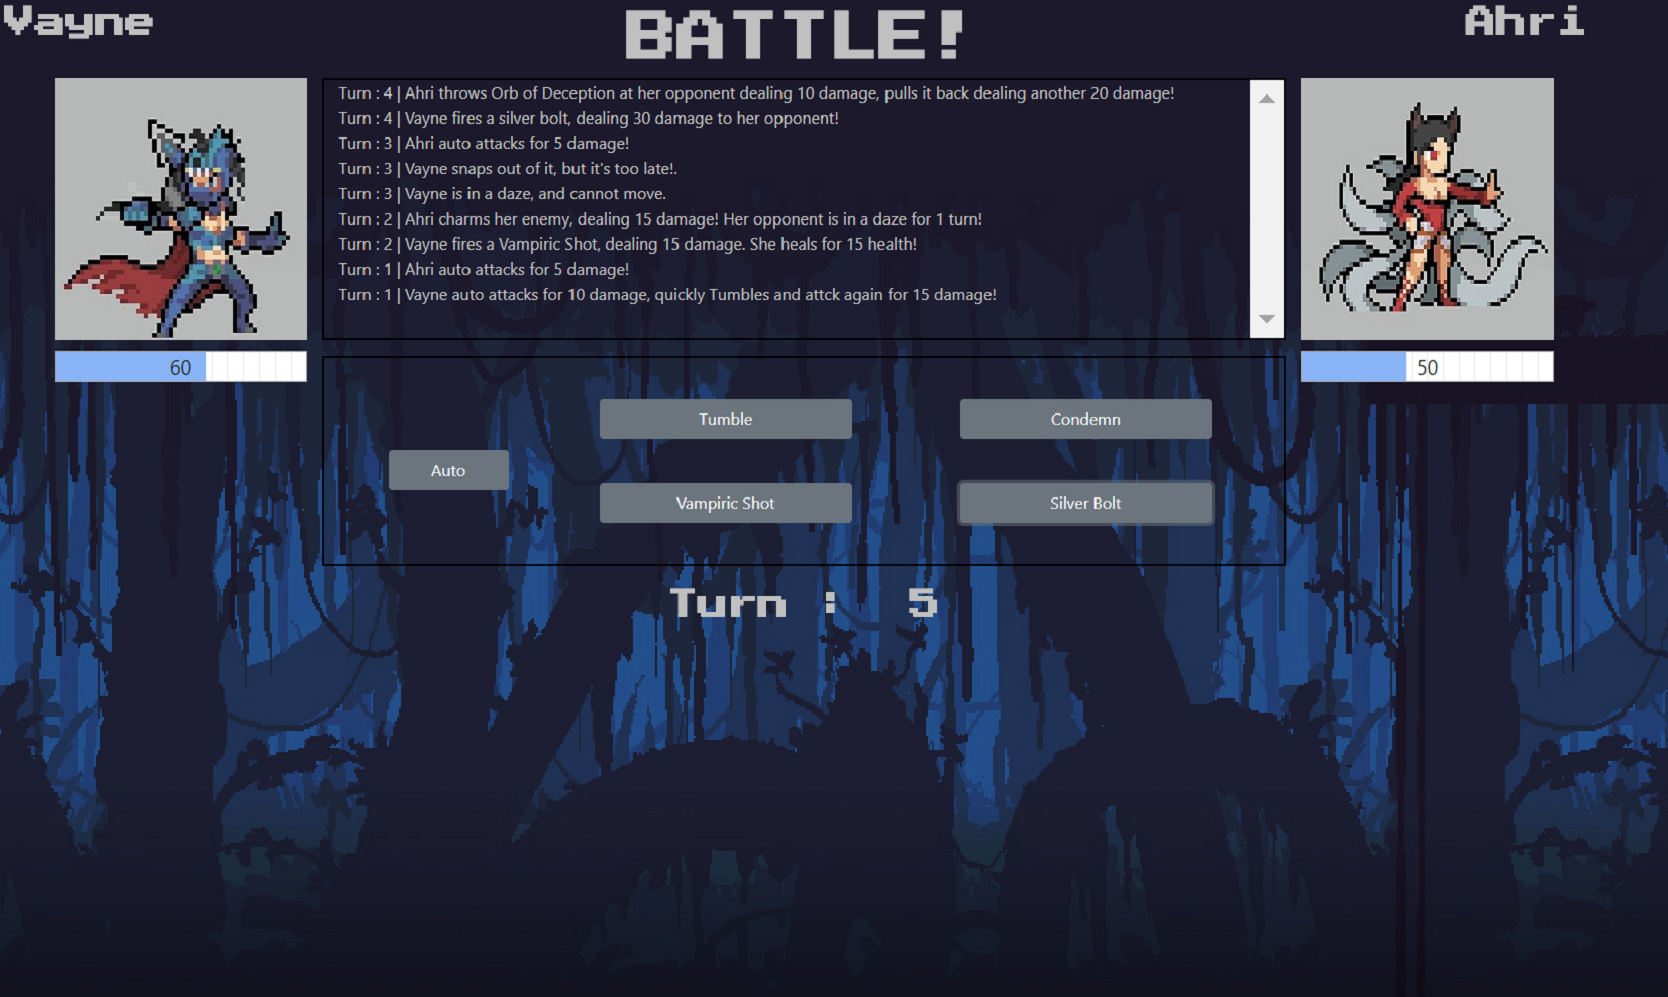 Vayne
BATTLE!
Ahri
Turn : 4 | Ahri throws Orb of Deception at her opponent dealing 10 damage, pulls it back dealing another 20 damage!
Turn : 4 | Vayne fires a silver bolt, dealing 30 damage to her opponent!
Turn : 3 | Ahri auto attacks for 5 damage!
Turn : 3 | Vayne snaps out of it, but it's too late!.
Turn : 3 | Vayne is in a daze, and cannot move.
Turn : 2 | Ahri charms her enemy, dealing 15 damage! Her opponent is in a daze for 1 turn!
Turn : 2 | Vayne fires a Vampiric Shot, dealing 15 damage. She heals for 15 health!
Turn : 1 | Ahri auto attacks for 5 damage!
Turn : 1 | Vayne auto attacks for 10 damage, quickly Tumbles and attck again for 15 damage!
60
50
Tumble
Condemn
Auto
Vampiric Shot
Silver Bolt
Turn : 5